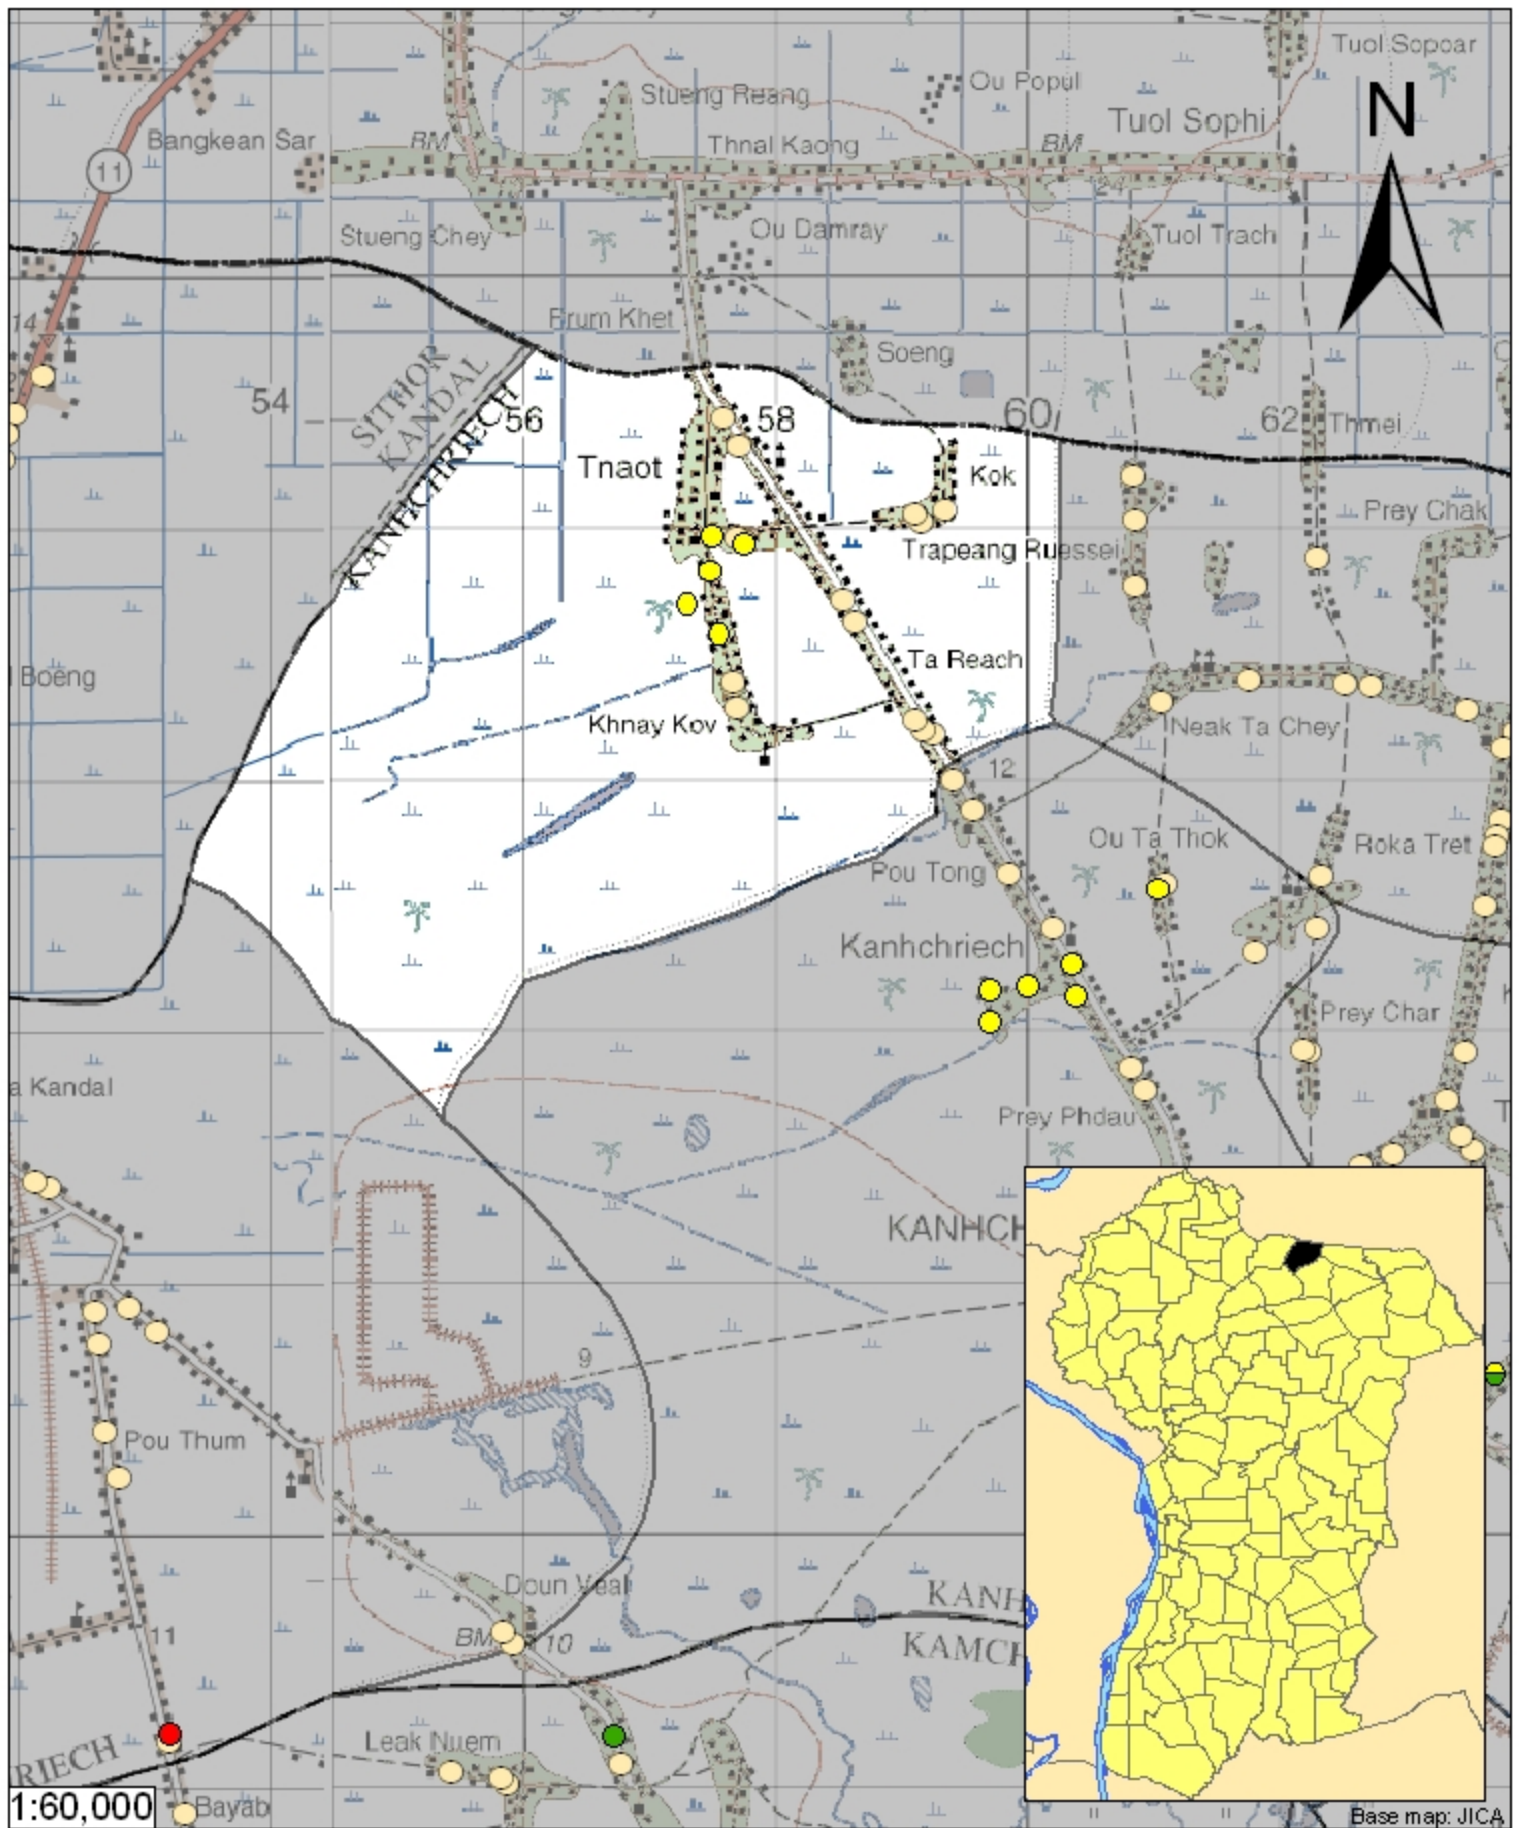 Tuol Sopoar
Stueng Reang
Ou Popul
Tuol Sophi
N
Bangkean Sar
BM
Thnal Kaong
BM
11
24
Stueng Chey
Ou Damray
Tuol Trach
14
Prum Khet
Soeng
SITHOR
KANDAL
KANHCHRIECH
54
56
58
60
62
Thmei
Tnaot
Kok
Prey Chak
Trapeang Ruessei
Boeng
Ta Reach
Khnay Kov
Neak Ta Chey
12
Ou Ta Thok
Roka Tret
Pou Tong
Kanhchriech
Prey Char
a Kandal
Prey Phdau
KANHCH
9
Pou Thum
Doun Veal
KANH
BM
10
KAMCH
11
Leak Nuem
RIECH
1:60,000
Bayab
Base map: JICA